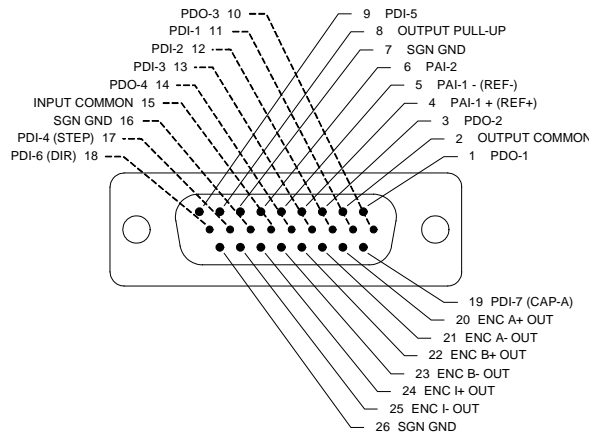 PDO-3 10
PDI-1 11
PDI-2 12
PDI-3 13
PDO-4 14
INPUT COMMON 15
SGN GND 16
PDI-4 (STEP) 17
PDI-6 (DIR) 18
9 PDI-5
8 OUTPUT PULL-UP
7 SGN GND
6 PAI-2
5 PAI-1 - (REF-)
4 PAI-1 + (REF+)
3 PDO-2
2 OUTPUT COMMON
1 PDO-1
19 PDI-7 (CAP-A)
20 ENC A+ OUT
21 ENC A- OUT
22 ENC B+ OUT
23 ENC B- OUT
24 ENC I+ OUT
25 ENC I- OUT
26 SGN GND